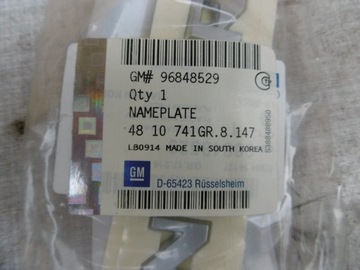 GM# 96848529
Qty 1
NAMEPLATE
48 10 741GR.8.147
LB0914 MADE IN SOUTH KOREA
GM
D-65423 Rüsselsheim